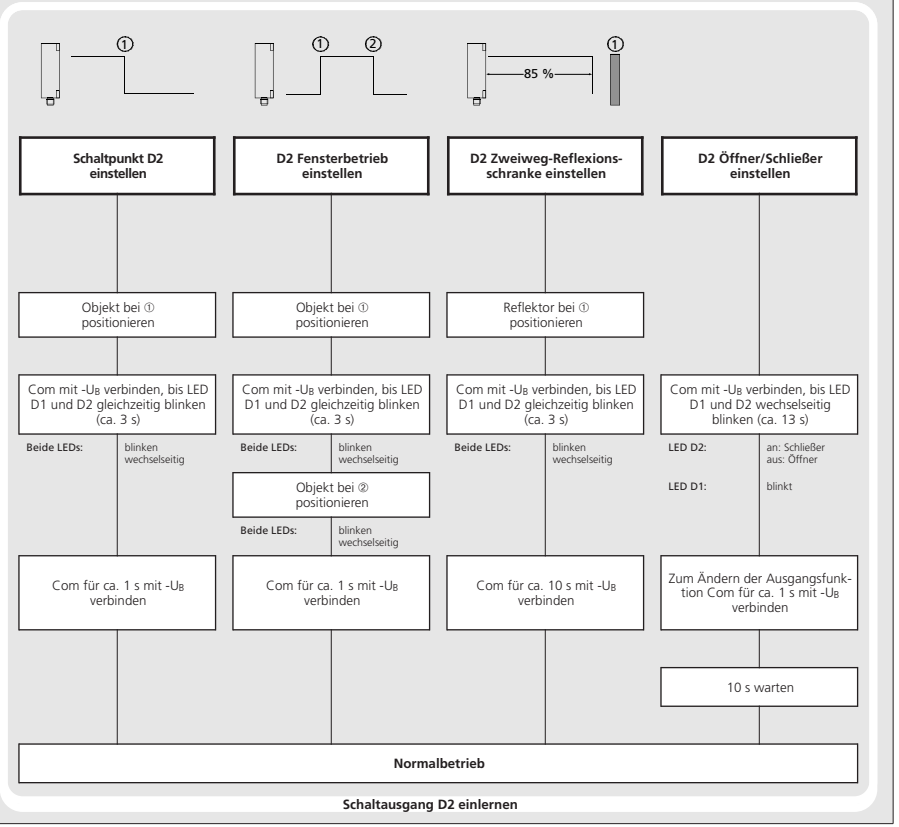 ①
① ②
85 %
①
Schaltpunkt D2
einstellen
D2 Fensterbetrieb
einstellen
D2 Zweiweg-Reflexions-
schranke einstellen
D2 Öffner/Schließer
einstellen
Objekt bei ①
positionieren
Objekt bei ①
positionieren
Reflektor bei ①
positionieren
Com mit -UB verbinden, bis LED
D1 und D2 gleichzeitig blinken
(ca. 3 s)
Com mit -UB verbinden, bis LED
D1 und D2 gleichzeitig blinken
(ca. 3 s)
Com mit -UB verbinden, bis LED
D1 und D2 gleichzeitig blinken
(ca. 3 s)
Com mit -UB verbinden, bis LED
D1 und D2 wechselseitig
blinken (ca. 13 s)
Beide LEDs: blinken
wechselseitig
Beide LEDs: blinken
wechselseitig
Beide LEDs: blinken
wechselseitig
LED D2: an: Schließer
aus: Öffner
LED D1: blinkt
Objekt bei ②
positionieren
Beide LEDs: blinken
wechselseitig
Com für ca. 1 s mit -UB
verbinden
Com für ca. 1 s mit -UB
verbinden
Com für ca. 10 s mit -UB
verbinden
Zum Ändern der Ausgangsfunk-
tion Com für ca. 1 s mit -UB
verbinden
10 s warten
Normalbetrieb
Schaltausgang D2 einlernen